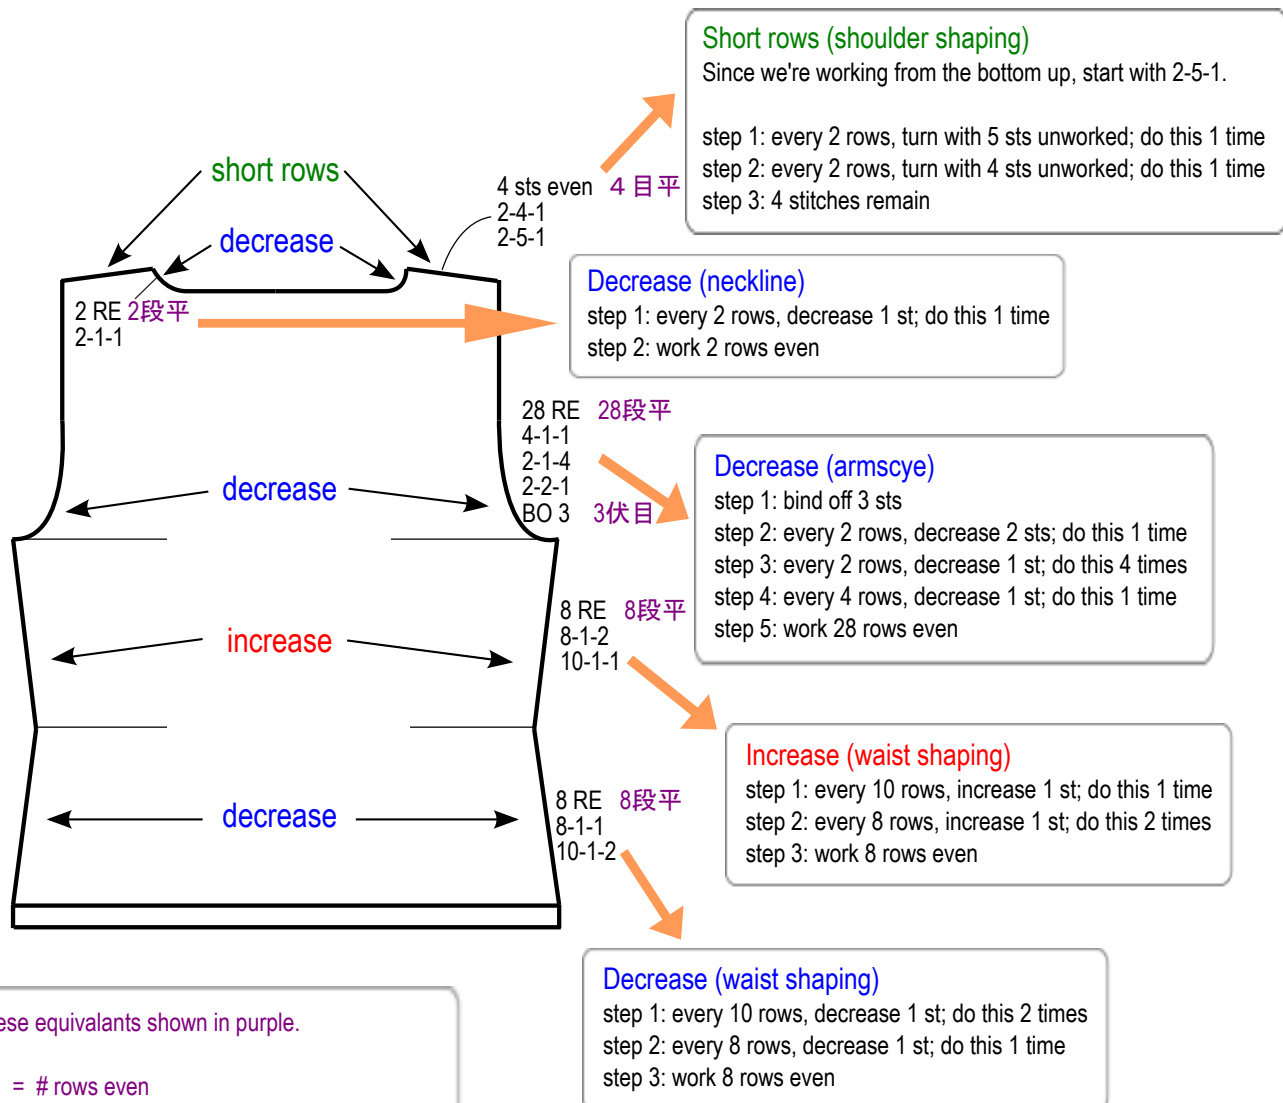 Short rows (shoulder shaping)
Since we're working from the bottom up, start with 2-5-1.
step 1: every 2 rows, turn with 5 sts unworked; do this 1 time
step 2: every 2 rows, turn with 4 sts unworked; do this 1 time
step 3: 4 stitches remain
short rows
4 sts even 4 目平
2-4-1
2-5-1
decrease
2 RE 2段平
2-1-1
Decrease (neckline)
step 1: every 2 rows, decrease 1 st; do this 1 time
step 2: work 2 rows even
28 RE 28段平
4-1-1
2-1-4
2-2-1
BO 3 3伏目
decrease
Decrease (armscye)
step 1: bind off 3 sts
step 2: every 2 rows, decrease 2 sts; do this 1 time
step 3: every 2 rows, decrease 1 st; do this 4 times
step 4: every 4 rows, decrease 1 st; do this 1 time
step 5: work 28 rows even
increase
8 RE 8段平
8-1-2
10-1-1
Increase (waist shaping)
step 1: every 10 rows, increase 1 st; do this 1 time
step 2: every 8 rows, increase 1 st; do this 2 times
step 3: work 8 rows even
decrease
8 RE 8段平
8-1-1
10-1-2
Decrease (waist shaping)
step 1: every 10 rows, decrease 1 st; do this 2 times
step 2: every 8 rows, decrease 1 st; do this 1 time
step 3: work 8 rows even
equivalants shown in purple.
= # rows even